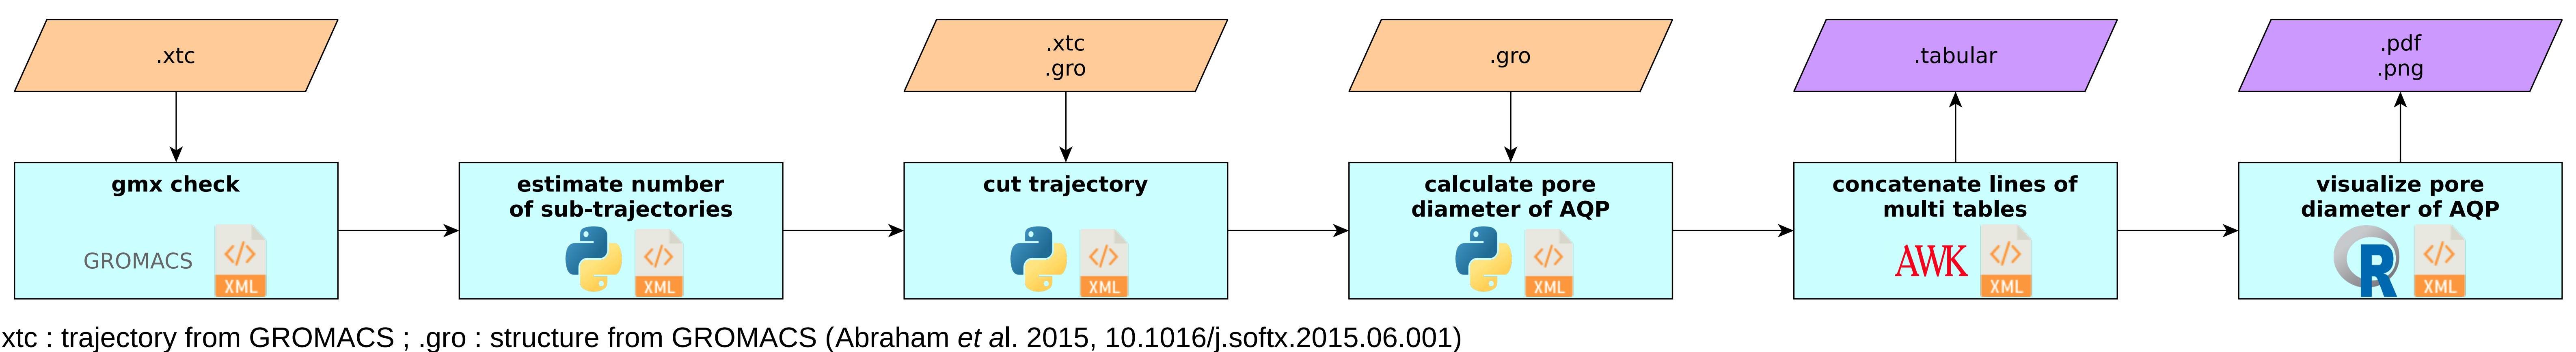 .xtc
.xtc
.gro
.gro
.tabular
.pdf
.png
gmx check
GROMACS
</>
XML
estimate number
of sub-trajectories
</>
XML
cut trajectory
</>
XML
calculate pore
diameter of AQP
</>
XML
concatenate lines of
multi tables
AWK
</>
XML
visualize pore
diameter of AQP
R
</>
XML
xtc : trajectory from GROMACS ; .gro : structure from GROMACS (Abraham et al. 2015, 10.1016/j.softx.2015.06.001)